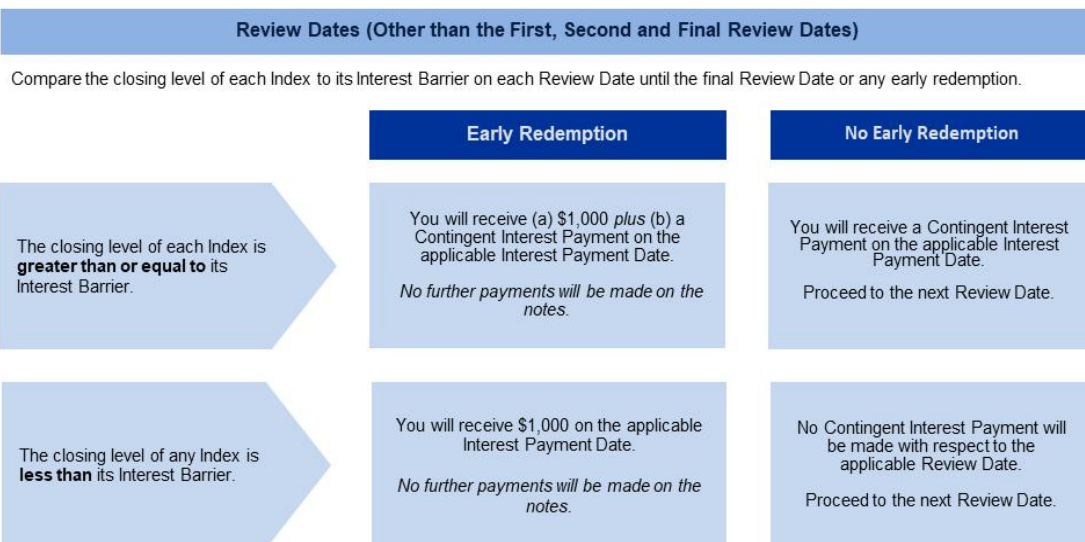 Review Dates (Other than the First, Second and Final Review Dates)
Compare the closing level of each Index to its Interest Barrier on each Review Date until the final Review Date or any early redemption.
Early Redemption
No Early Redemption
The closing level of each Index is
greater than or equal to its
Interest Barrier.
You will receive (a) $1,000 plus (b) a
Contingent Interest Payment on the
applicable Interest Payment Date.
No further payments will be made on the
notes.
You will receive a Contingent Interest
Payment on the applicable Interest
Payment Date.
Proceed to the next Review Date.
The closing level of any Index is
less than its Interest Barrier.
You will receive $1,000 on the applicable
Interest Payment Date.
No further payments will be made on the
notes.
No Contingent Interest Payment will
be made with respect to the
applicable Review Date.
Proceed to the next Review Date.